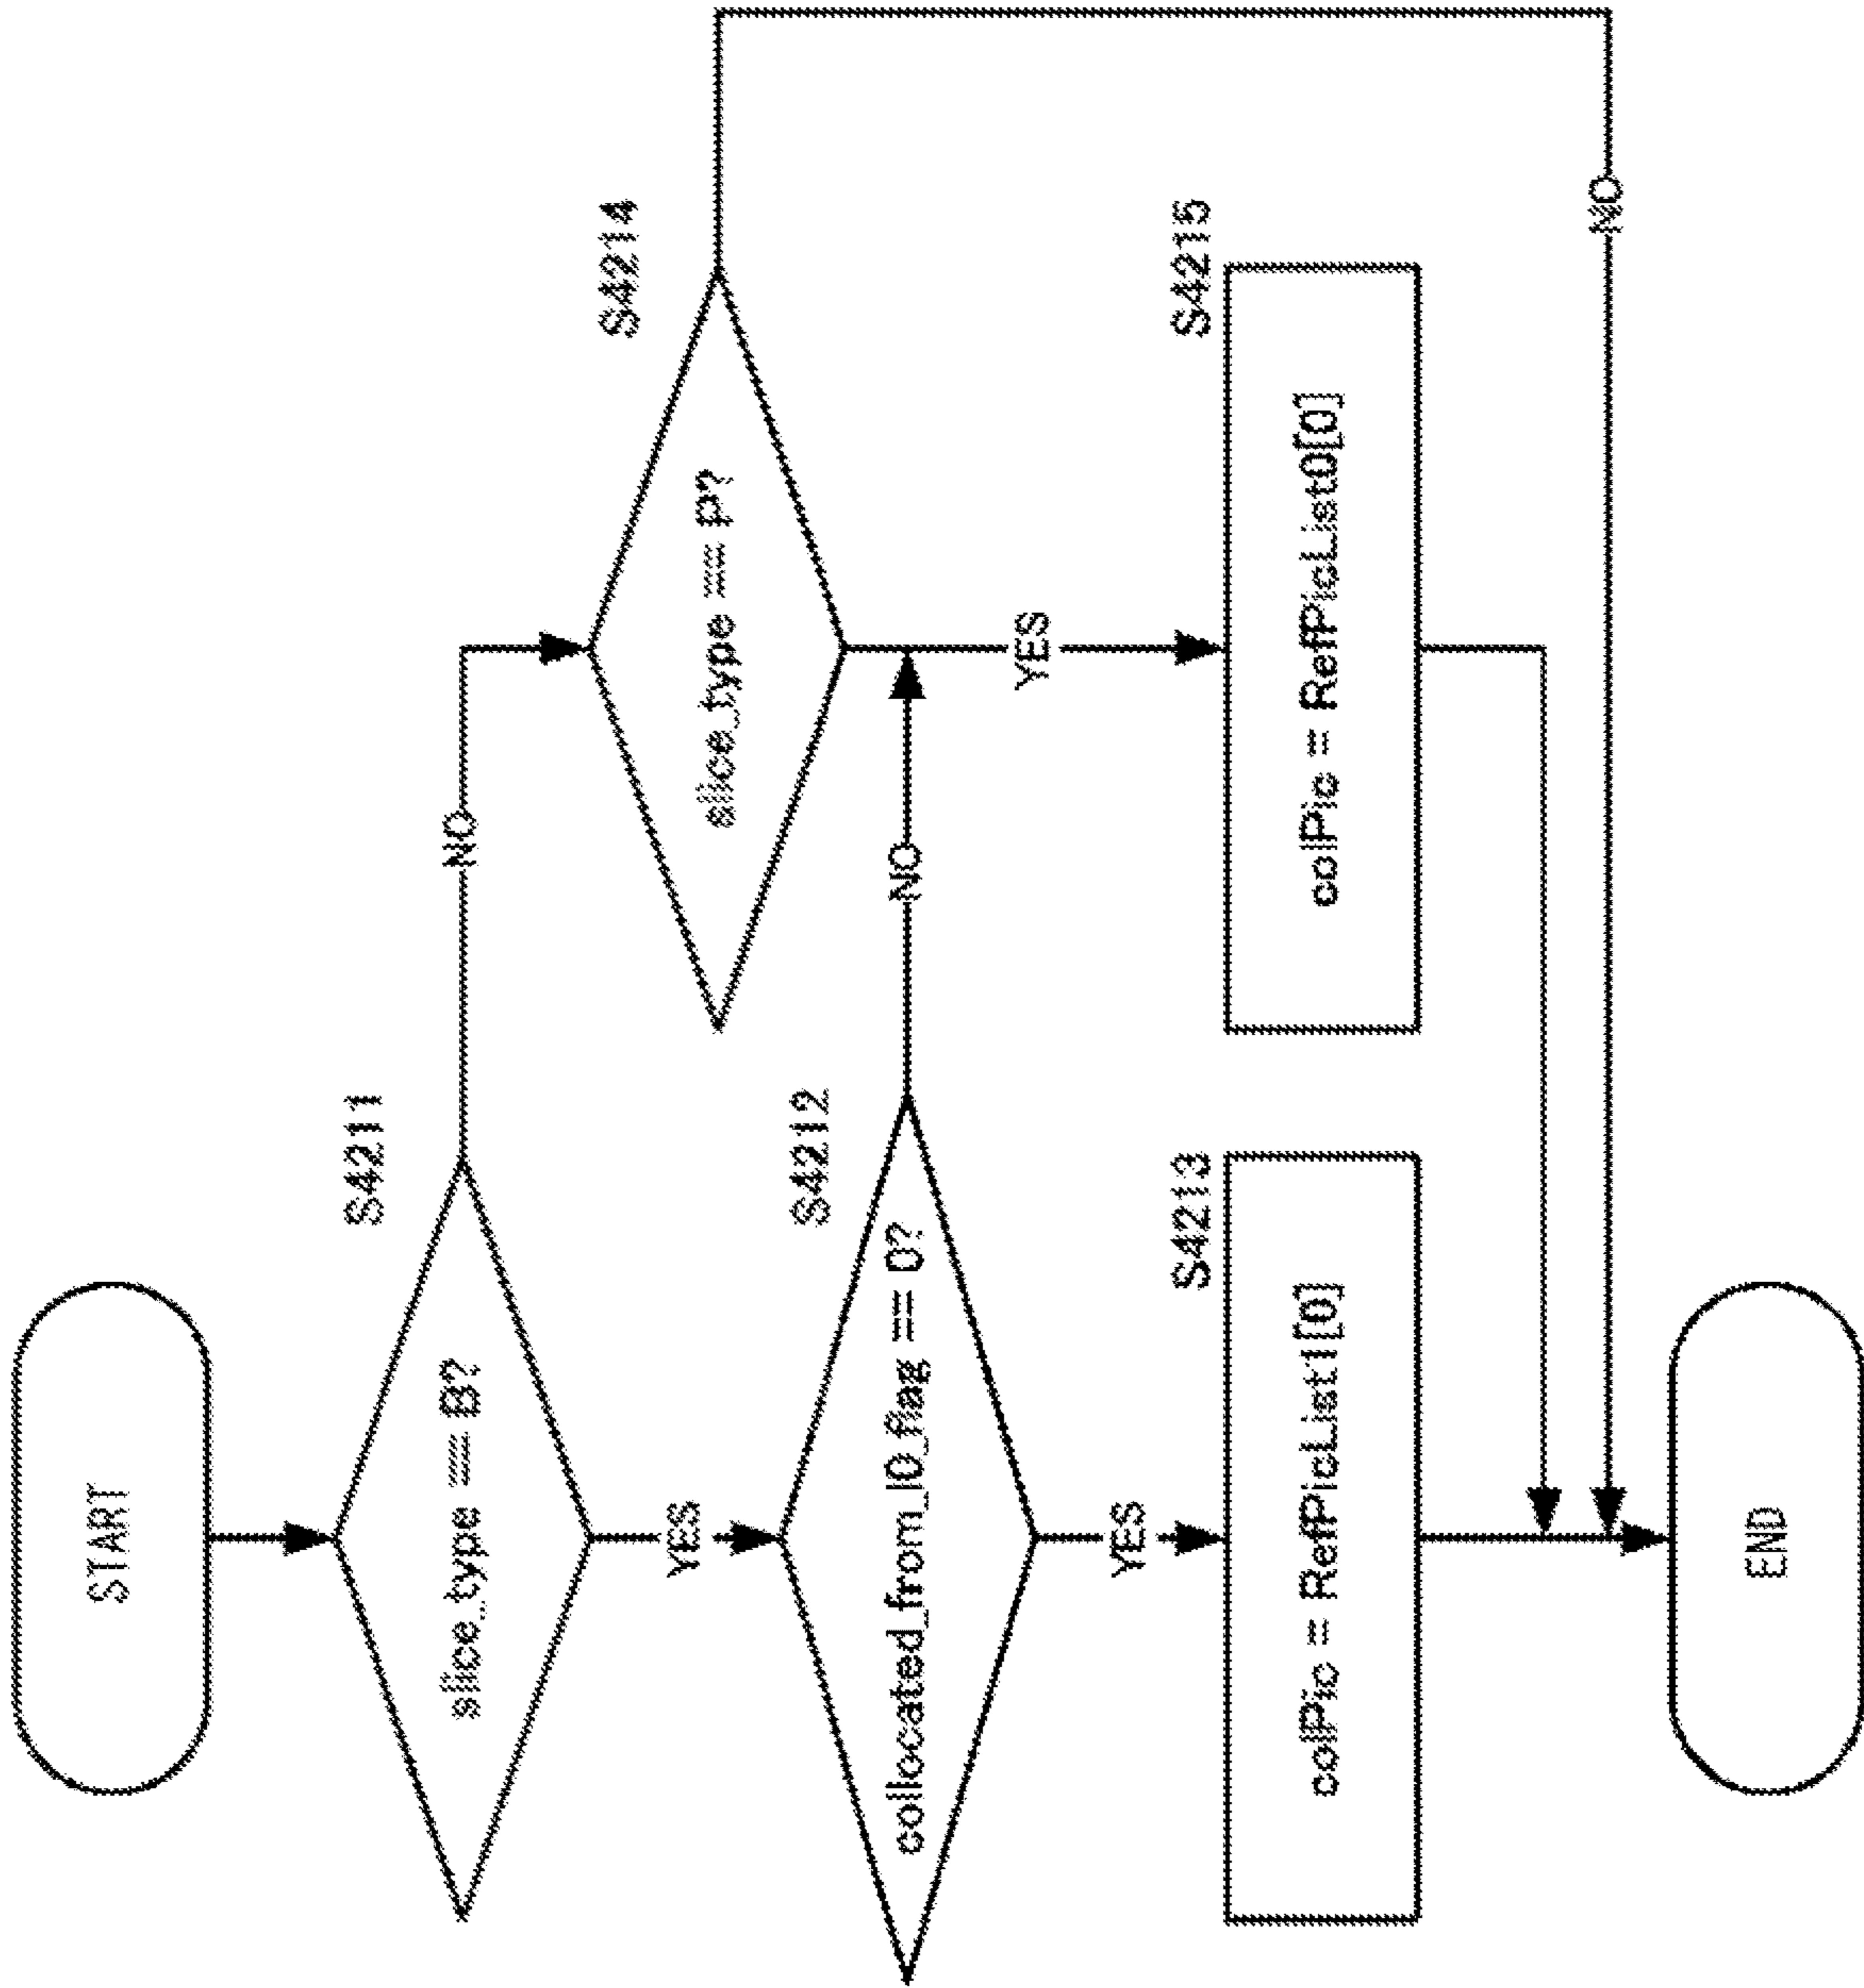 START
S4211
slice_type == B?
NO
YES
S4214
slice_type == P?
S4212
collocated_from_l0_flag == 0?
NO
YES
YES
S4213
colPic = RefPicList1[0]
S4215
colPic = RefPicList0[0]
NO
END